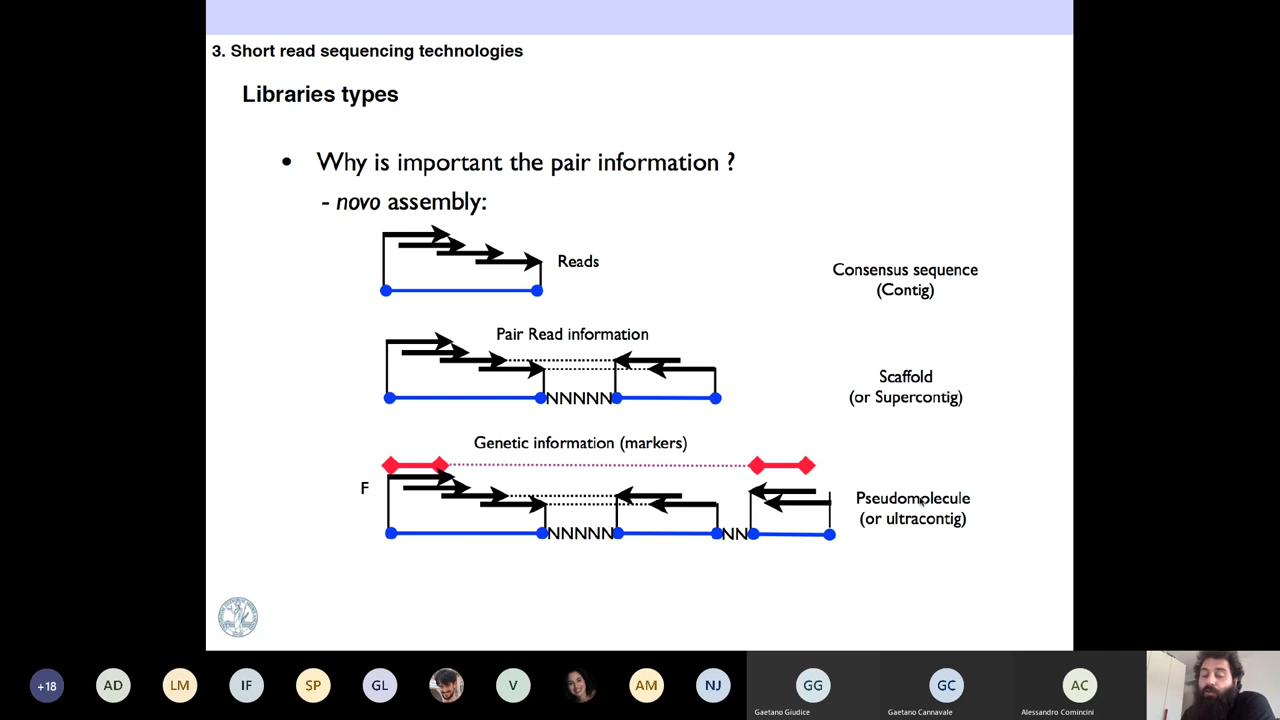 3. Short read sequencing technologies
Libraries types
• Why is important the pair information ?
- novo assembly:
Reads
Consensus sequence
(Contig)
Pair Read information
NNNNN
Scaffold
(or Supercontig)
Genetic information (markers)
F
NNNNN
NN
Pseudomolecule
(or ultracontig)
+18
AD
LM
IF
SP
GL
V
AM
NJ
GG
GC
AC
Gaetano Giudice
Gaetano Cannavale
Alessandro Comincini